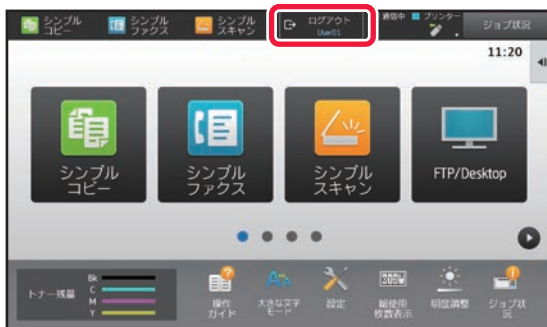 シンプル
コピー
シンプル
ファクス
シンプル
スキャン
ログアウト
User01
通信中
プリンター
ジョブ状況
11:20
シンプル
コピー
シンプル
ファクス
シンプル
スキャン
FTP/Desktop
トナー残量
Bk
C
M
Y
操作
ガイド
大きな文字
モード
設定
総使用
枚数表示
明度調整
ジョブ状
況